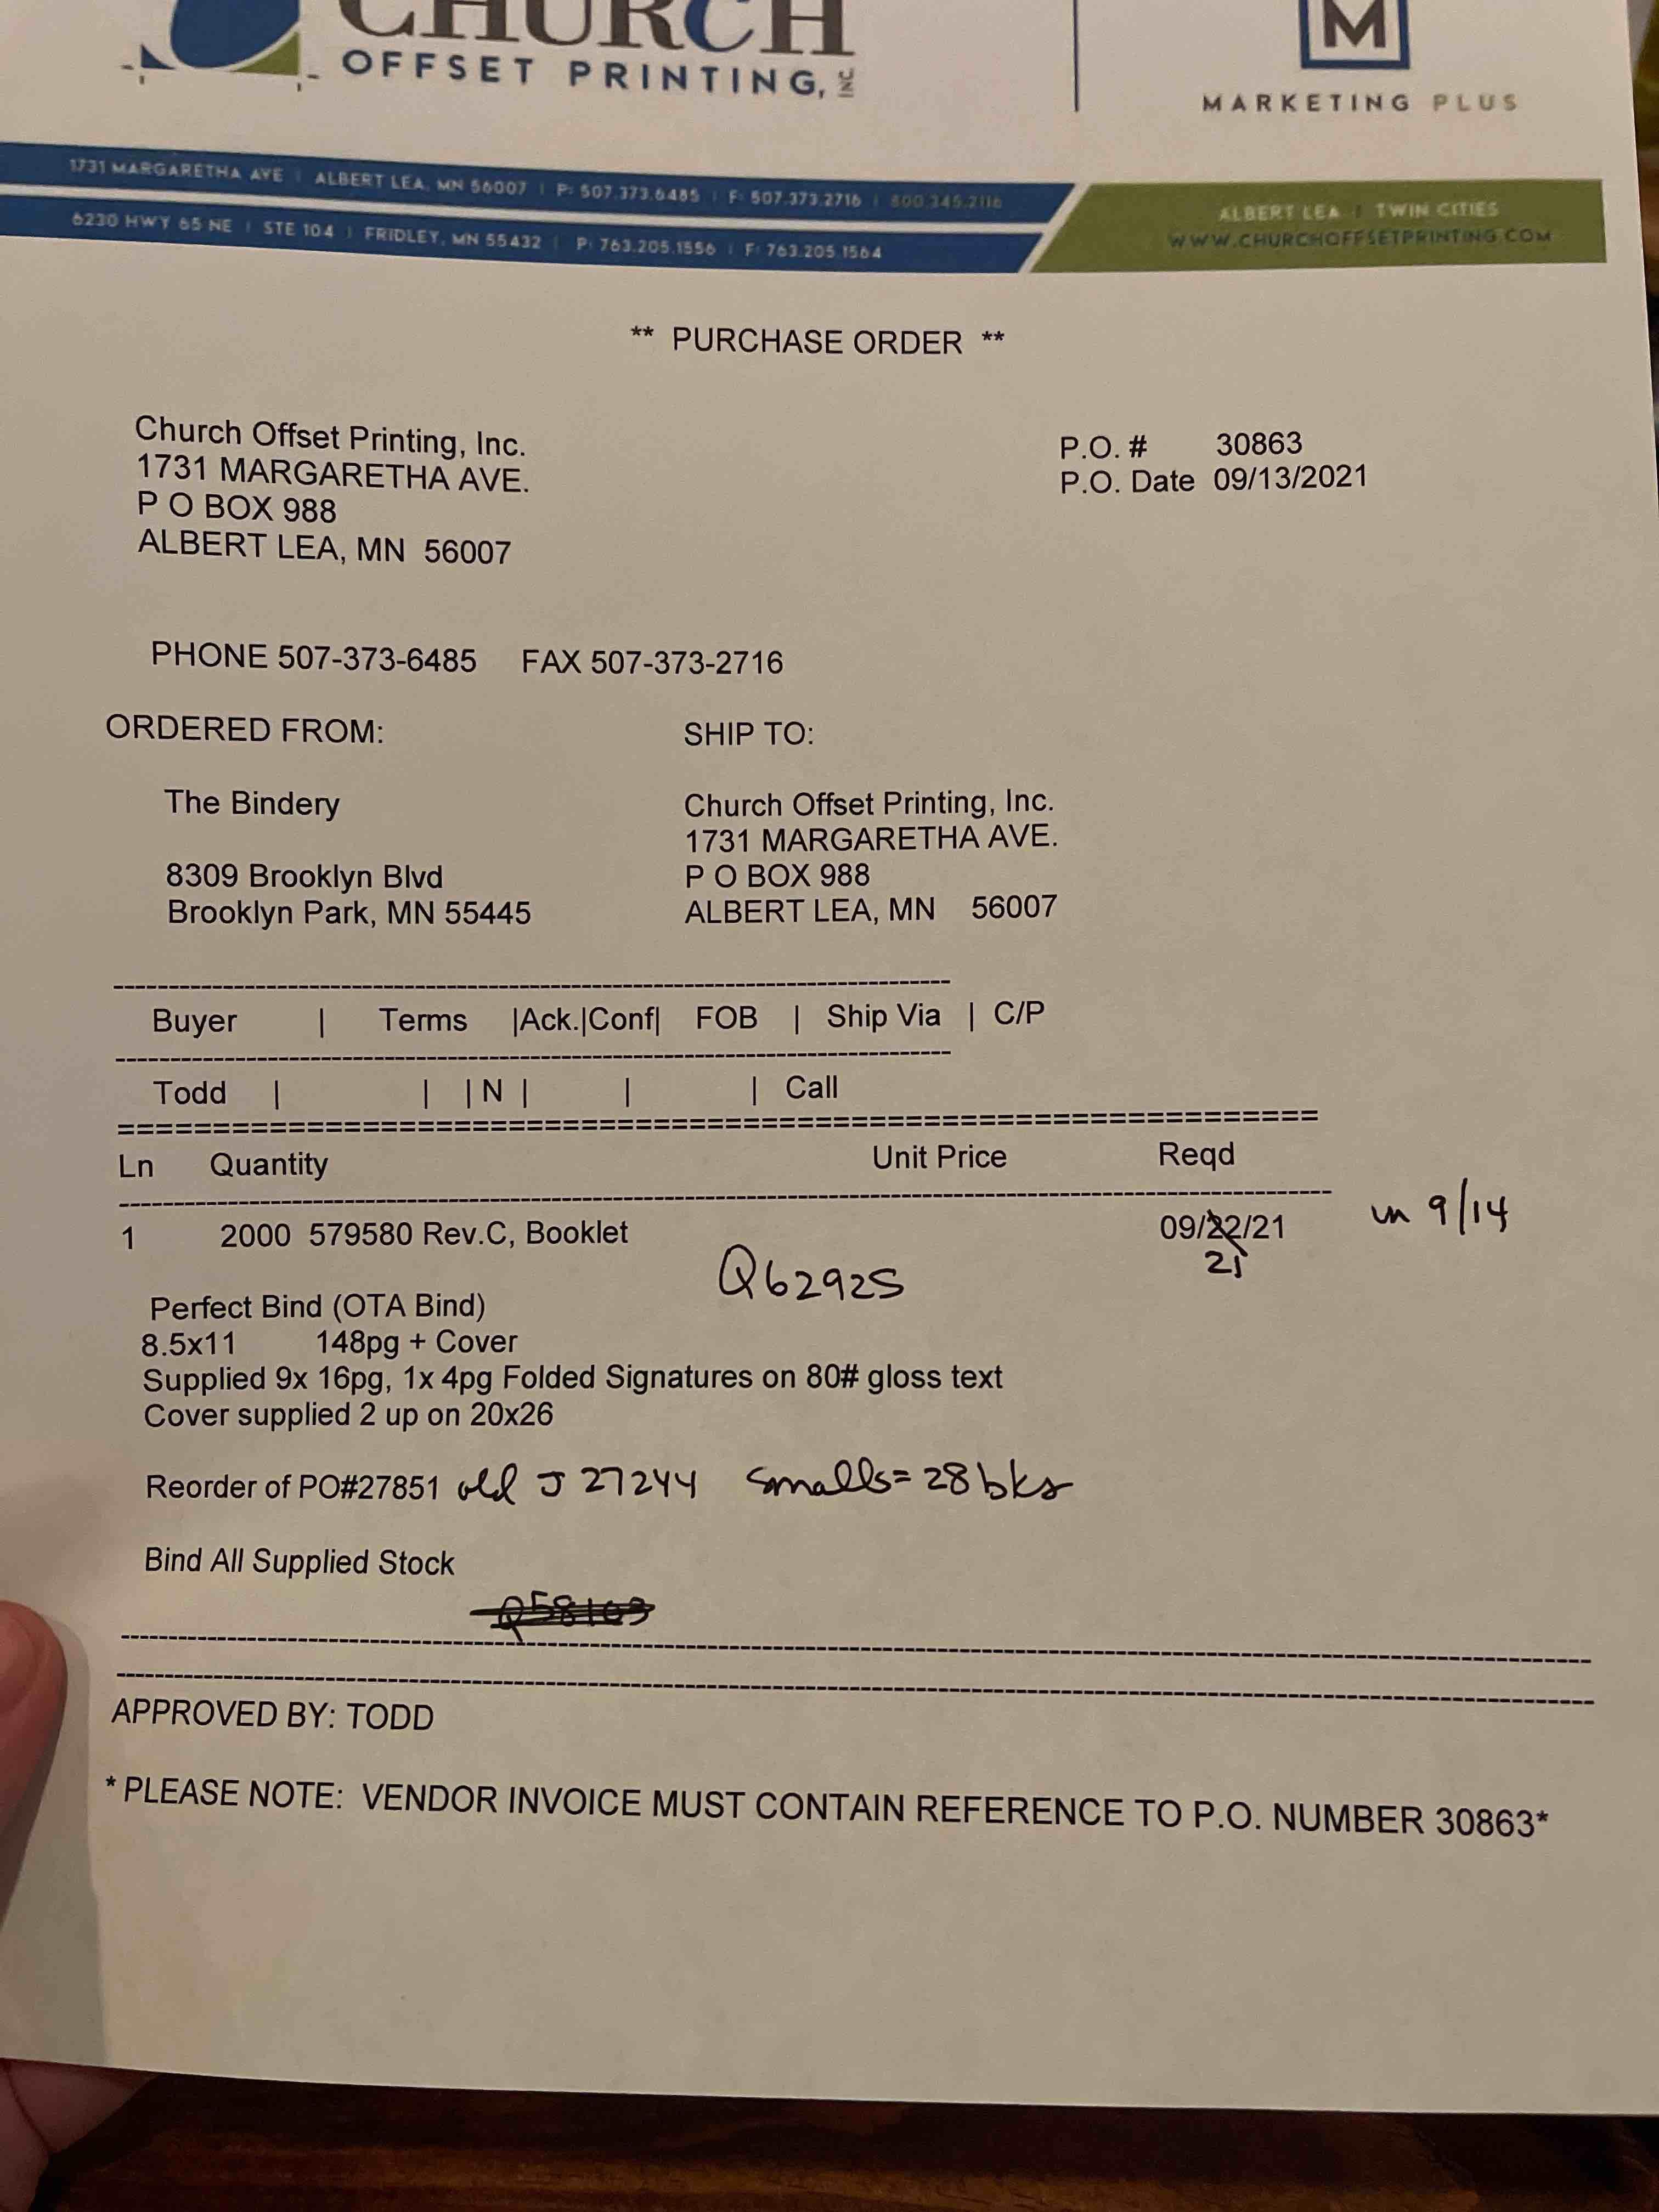 CHURCH
OFFSET PRINTING, INC
M
MARKETING PLUS
1731 MARGARETHA AVE | ALBERT LEA, MN 56007 | P: 507.373.6485 | F: 507.373.2716 | 800.345.2116
6230 HWY 65 NE | STE 104 | FRIDLEY, MN 55432 | P: 763.205.1556 | F: 763.205.1564
ALBERT LEA | TWIN CITIES
WWW.CHURCHOFFSETPRINTING.COM
** PURCHASE ORDER **
Church Offset Printing, Inc.
1731 MARGARETHA AVE.
P O BOX 988
ALBERT LEA, MN 56007
P.O. # 30863
P.O. Date 09/13/2021
PHONE 507-373-6485 FAX 507-373-2716
ORDERED FROM: SHIP TO:
The Bindery
8309 Brooklyn Blvd
Brooklyn Park, MN 55445
Church Offset Printing, Inc.
1731 MARGARETHA AVE.
P O BOX 988
ALBERT LEA, MN 56007
Buyer | Terms |Ack.|Conf| FOB | Ship Via | C/P
Todd | | |N | | | Call
Ln Quantity Unit Price Reqd
1 2000 579580 Rev.C, Booklet 09/22/21 in 9/14
21
Q62925
Perfect Bind (OTA Bind)
8.5x11 148pg + Cover
Supplied 9x 16pg, 1x 4pg Folded Signatures on 80# gloss text
Cover supplied 2 up on 20x26
Reorder of PO#27851 old J 27244 smalls= 28 bks
Bind All Supplied Stock
Q58103
APPROVED BY: TODD
* PLEASE NOTE: VENDOR INVOICE MUST CONTAIN REFERENCE TO P.O. NUMBER 30863*